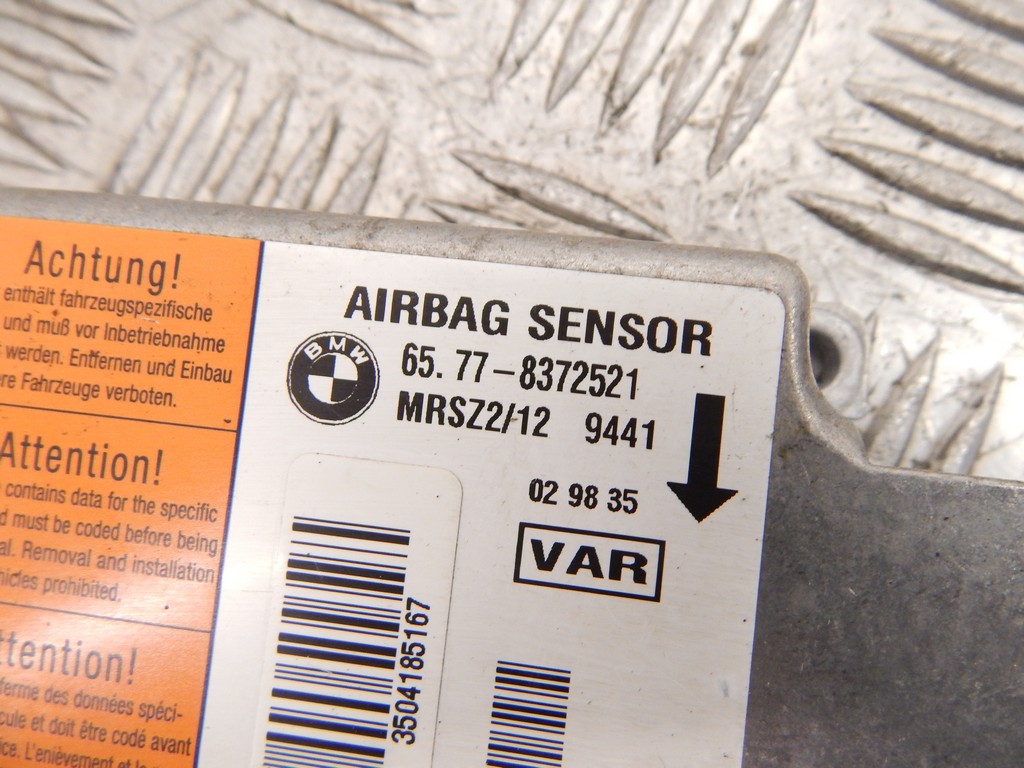 Achtung!
enthält fahrzeugspezifische
und muß vor Inbetriebnahme
werden. Entfernen und Einbau
Fahrzeuge verboten.
Attention!
contains data for the specific
must be coded before being
Removal and installation
prohibited.
des données
et doit être codé avant
L'enlèvement et
AIRBAG SENSOR
BMW
65. 77-8372521
MRSZ2/12 9441
02 98 35
VAR
3504185167